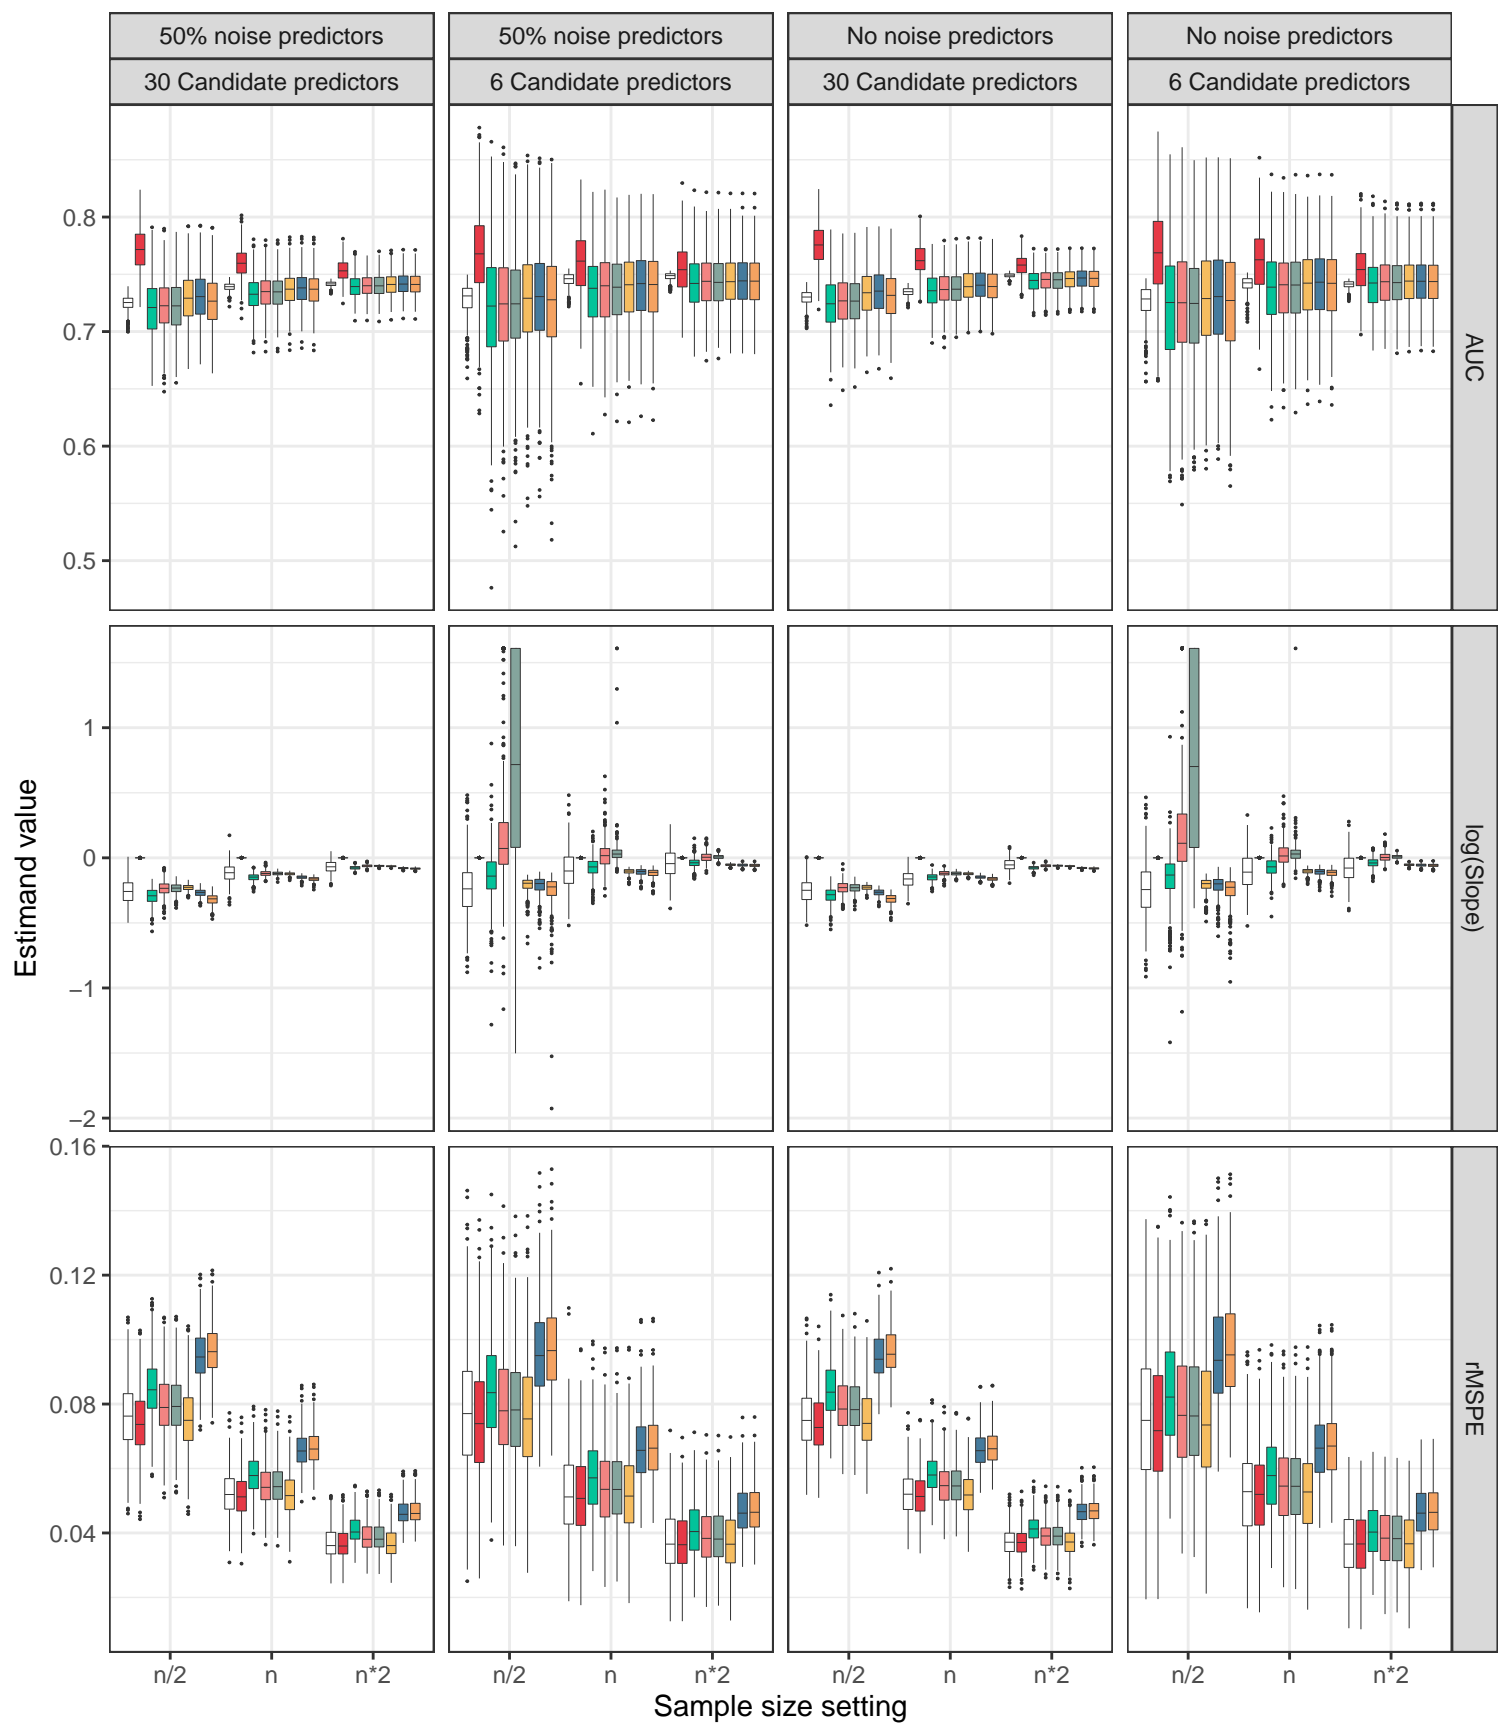 50% noise predictors
50% noise predictors
No noise predictors
No noise predictors
30 Candidate predictors
6 Candidate predictors
30 Candidate predictors
6 Candidate predictors
0.8
0.7
0.6
0.5
AUC
1
0
−1
−2
log(Slope)
0.16
0.12
0.08
0.04
rMSPE
Estimand value
n/2
n
n*2
n/2
n
n*2
n/2
n
n*2
n/2
n
n*2
Sample size setting